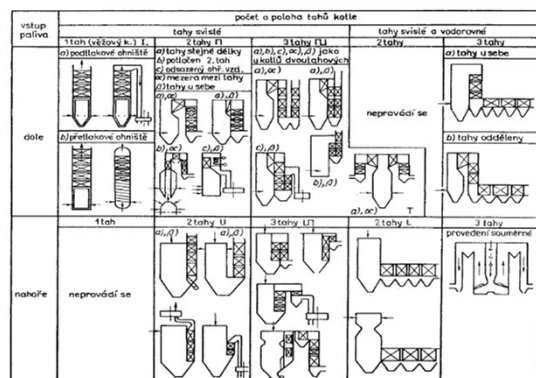 vstup
paliva
počet a poloha tahů kotle
tahy svislé
tahy svislé a vodorovné
1 tah (věžový k.) I.
2 tahy Π
3 tahy
2 tahy
3 tahy
dole
a) podtlakové ohniště
b) přetlakové ohniště
a) tahy stejné délky
b) potlačen 2. tah
c) odsazený ohř. vzd.
α) mezera mezi tahy
β) tahy u sebe
a), α)
a), β)
b), α)
c), β)
a), b), c), α), β) jako
u kotlů dvoutahových
a), α)
a), β)
c), β)
b), β)
neprovádí se
a), α)
T
a) tahy u sebe
b) tahy odděleny
1 tah
2 tahy U
3 tahy
2 tahy L
3 tahy
nahoře
neprovádí se
a), β)
a), β)
provedení souměrné